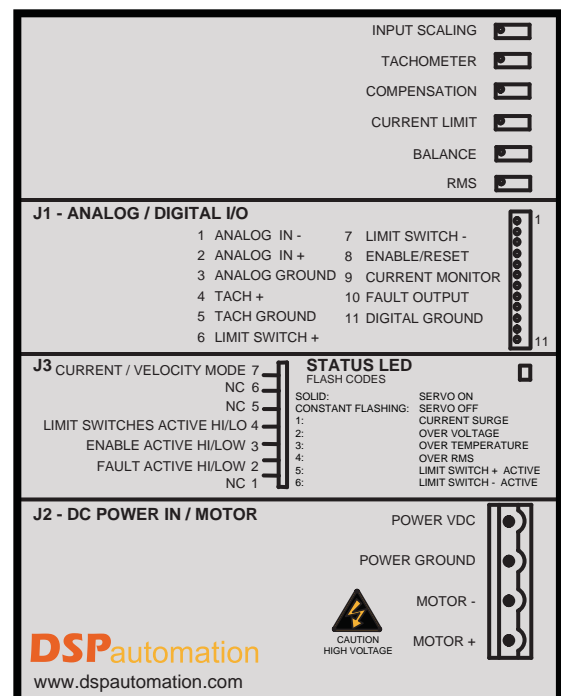 INPUT SCALING
TACHOMETER
COMPENSATION
CURRENT LIMIT
BALANCE
RMS
J1 - ANALOG / DIGITAL I/O
1 ANALOG IN -
2 ANALOG IN +
3 ANALOG GROUND
4 TACH +
5 TACH GROUND
6 LIMIT SWITCH +
7 LIMIT SWITCH -
8 ENABLE/RESET
9 CURRENT MONITOR
10 FAULT OUTPUT
11 DIGITAL GROUND
1
11
J3
CURRENT / VELOCITY MODE 7
NC 6
NC 5
LIMIT SWITCHES ACTIVE HI/LO 4
ENABLE ACTIVE HI/LOW 3
FAULT ACTIVE HI/LOW 2
NC 1
STATUS LED
FLASH CODES
SOLID: SERVO ON
CONSTANT FLASHING: SERVO OFF
1: CURRENT SURGE
2: OVER VOLTAGE
3: OVER TEMPERATURE
4: OVER RMS
5: LIMIT SWITCH + ACTIVE
6: LIMIT SWITCH - ACTIVE
J2 - DC POWER IN / MOTOR
POWER VDC
POWER GROUND
MOTOR -
MOTOR +
CAUTION
HIGH VOLTAGE
DSPautomation
www.dspautomation.com